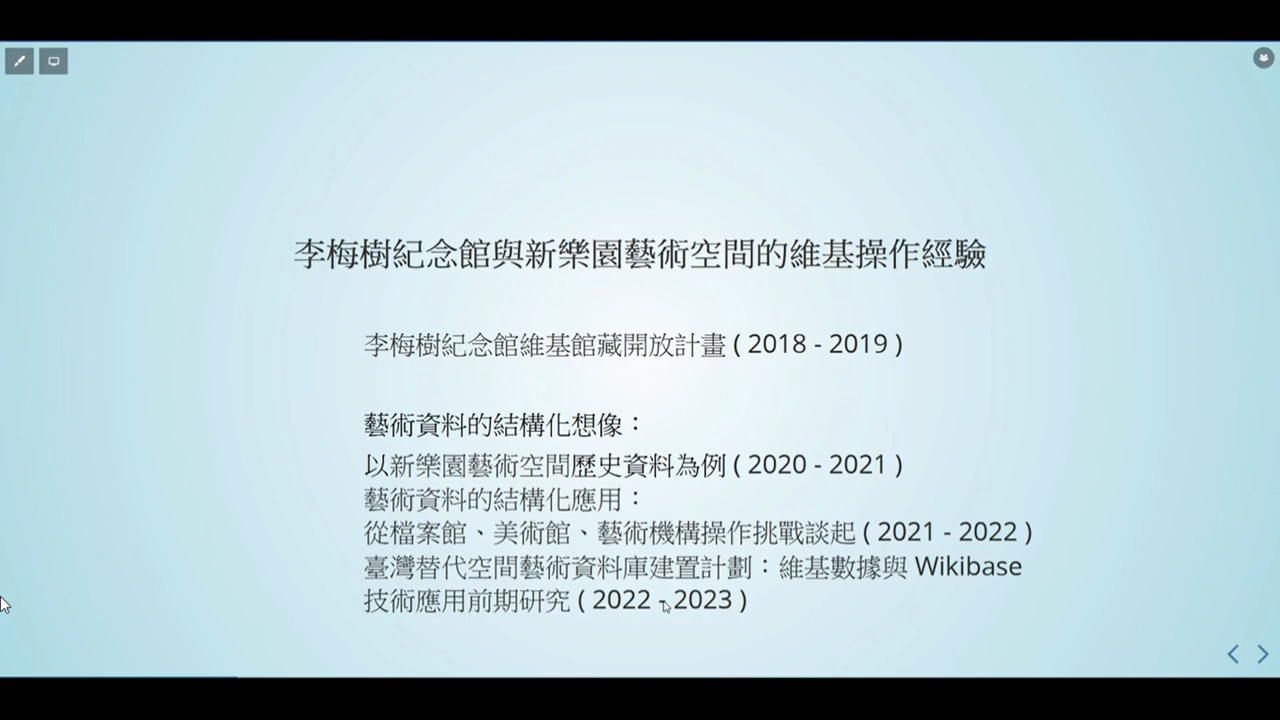 李梅樹紀念館與新樂園藝術空間的維基操作經驗
李梅樹紀念館維基館藏開放計畫 ( 2018 - 2019 )
藝術資料的結構化想像：
以新樂園藝術空間歷史資料為例 ( 2020 - 2021 )
藝術資料的結構化應用：
從檔案館、美術館、藝術機構操作挑戰談起 ( 2021 - 2022 )
臺灣替代空間藝術資料庫建置計劃：維基數據與 Wikibase
技術應用前期研究 ( 2022 - 2023 )